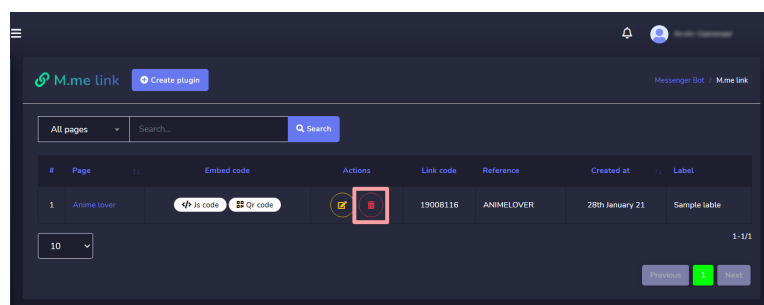 M.me link
Create plugin
Messenger Bot / M.me link
All pages
Search...
Search
# Page Embed code Actions Link code Reference Created at Label
1 Anime lover Js code Qr code 19008116 ANIMELOVER 28th January 21 Sample lable
10
1-1/1
Previous 1 Next